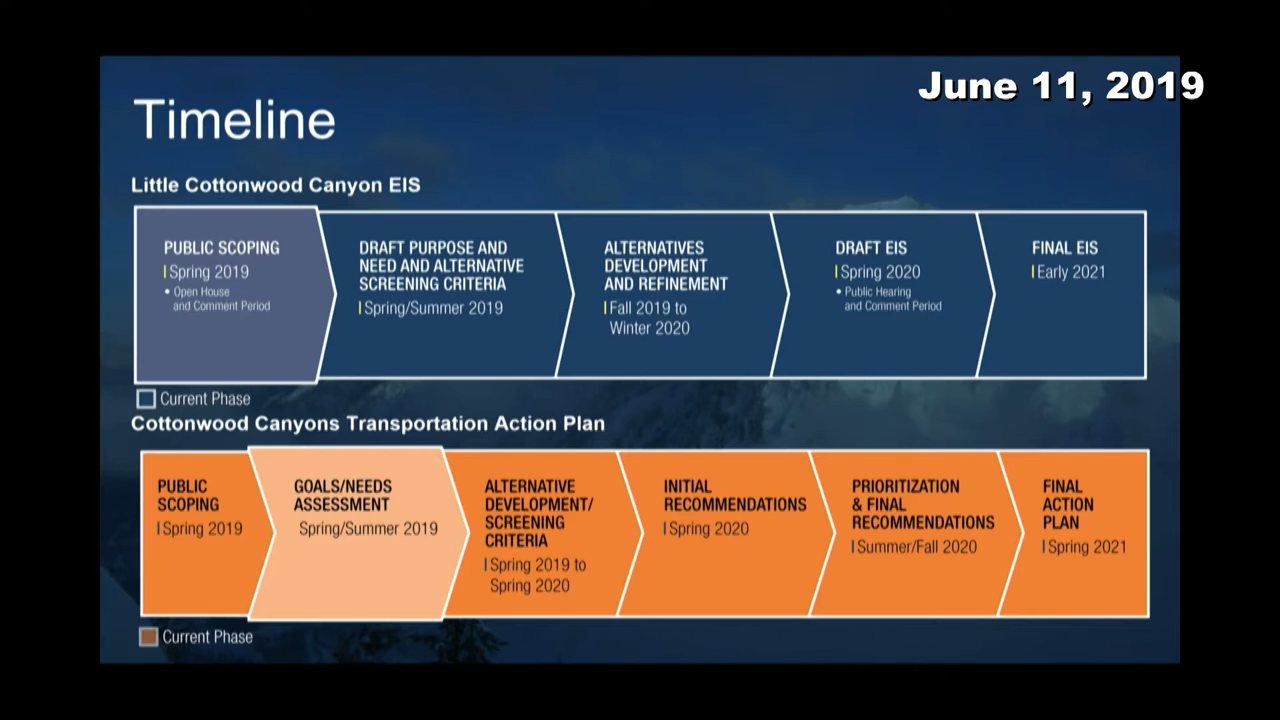 June 11, 2019
Timeline
Little Cottonwood Canyon EIS
PUBLIC SCOPING
Spring 2019
• Open House
and Comment Period
DRAFT PURPOSE AND
NEED AND ALTERNATIVE
SCREENING CRITERIA
Spring/Summer 2019
ALTERNATIVES
DEVELOPMENT
AND REFINEMENT
Fall 2019 to
Winter 2020
DRAFT EIS
Spring 2020
• Public Hearing
and Comment Period
FINAL EIS
Early 2021
Current Phase
Cottonwood Canyons Transportation Action Plan
PUBLIC
SCOPING
Spring 2019
GOALS/NEEDS
ASSESSMENT
Spring/Summer 2019
ALTERNATIVE
DEVELOPMENT/
SCREENING
CRITERIA
Spring 2019 to
Spring 2020
INITIAL
RECOMMENDATIONS
Spring 2020
PRIORITIZATION
& FINAL
RECOMMENDATIONS
Summer/Fall 2020
FINAL
ACTION
PLAN
Spring 2021
Current Phase